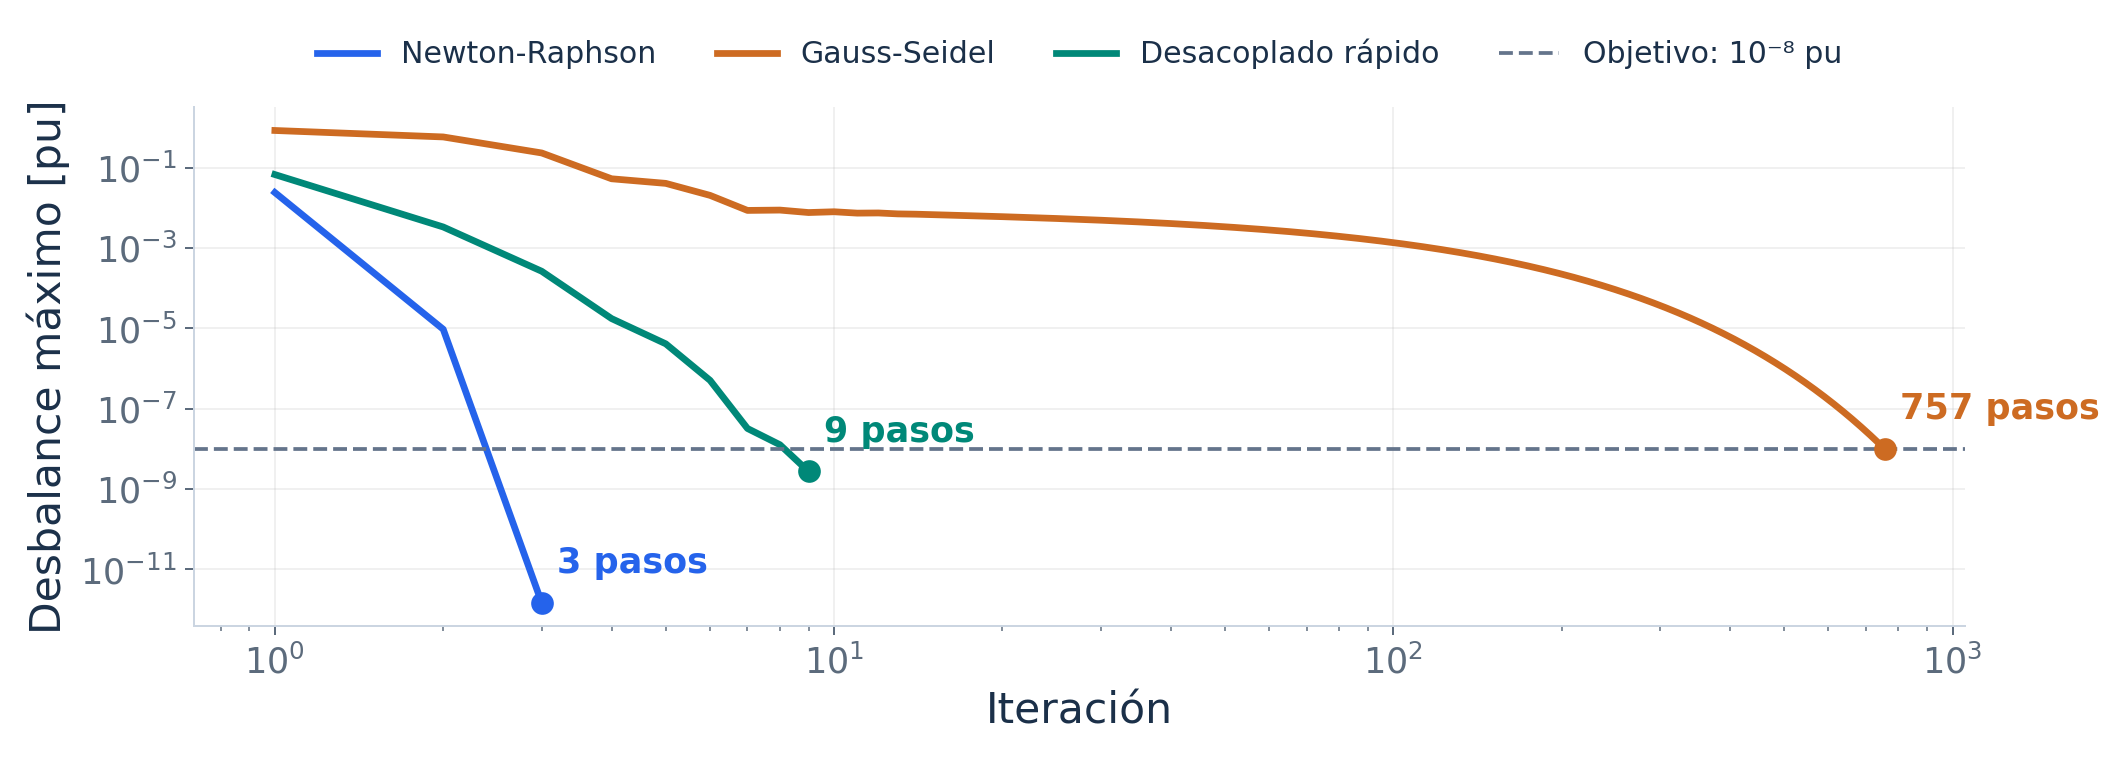 Newton-Raphson Gauss-Seidel Desacoplado rápido Objetivo: 10⁻⁸ pu
Desbalance máximo [pu]
10⁻¹
10⁻³
10⁻⁵
10⁻⁷
10⁻⁹
10⁻¹¹
757 pasos
9 pasos
3 pasos
10⁰ 10¹ 10² 10³
Iteración